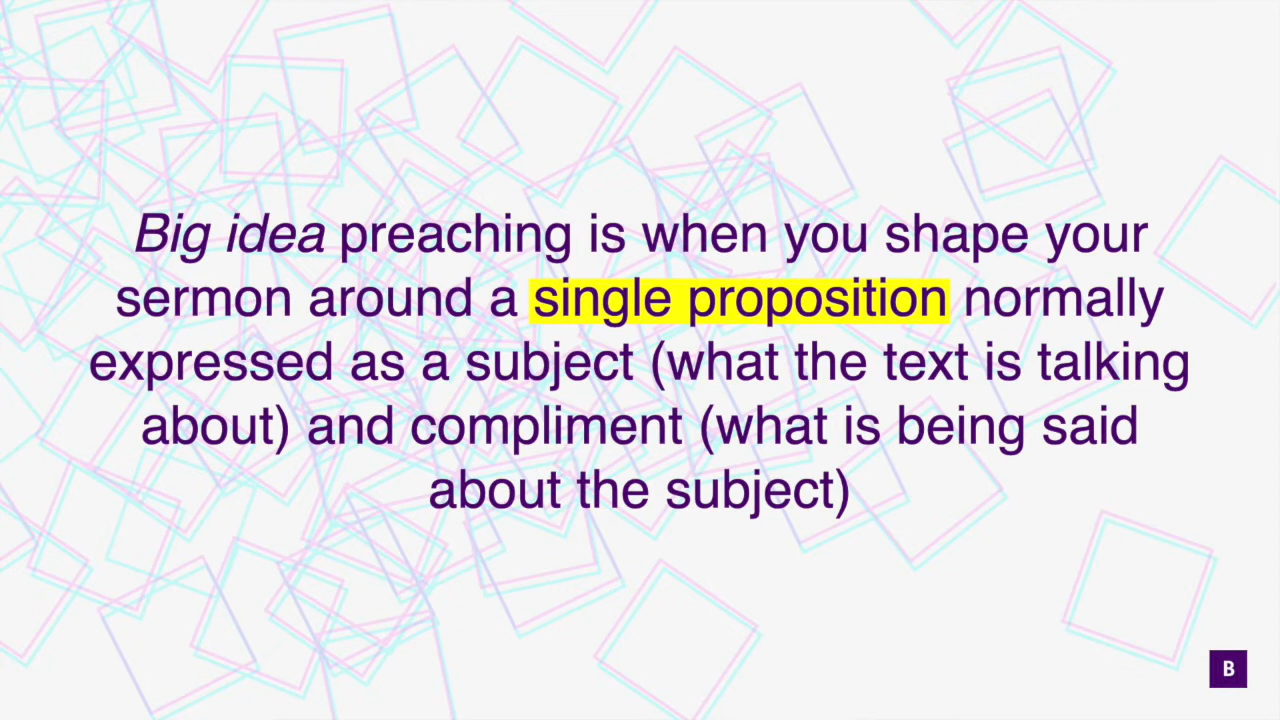 Big idea preaching is when you shape your
sermon around a single proposition normally
expressed as a subject (what the text is talking
about) and compliment (what is being said
about the subject)
B